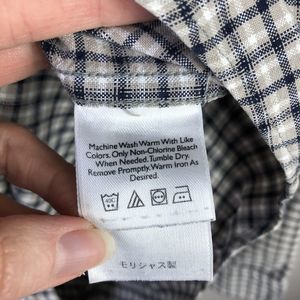 Machine Wash Warm With Like
Colors. Only Non-Chlorine Bleach
When Needed. Tumble Dry.
Remove Promptly. Warm Iron As
Desired.
40C
モリシャス製